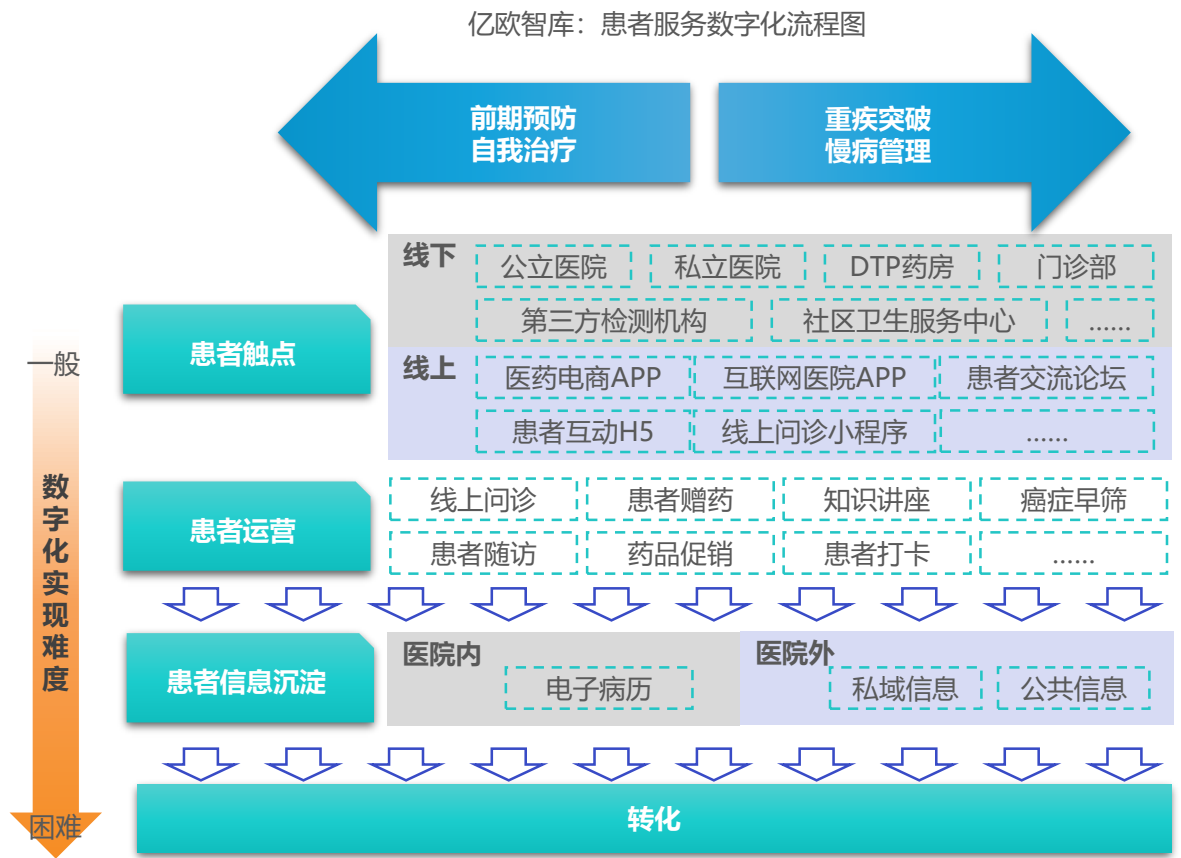 亿欧智库：患者服务数字化流程图
前期预防
自我治疗
重疾突破
慢病管理
患者触点
线下
公立医院
私立医院
DTP药房
门诊部
第三方检测机构
社区卫生服务中心
......
线上
医药电商APP
互联网医院APP
患者交流论坛
患者互动H5
线上问诊小程序
......
患者运营
线上问诊
患者赠药
知识讲座
癌症早筛
患者随访
药品促销
患者打卡
......
患者信息沉淀
医院内
电子病历
医院外
私域信息
公共信息
转化
一般
数字化实现难度
困难